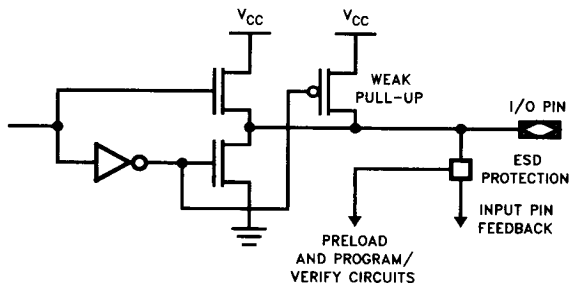 VCC
VCC
WEAK
PULL-UP
I/O PIN
ESD
PROTECTION
INPUT PIN
FEEDBACK
PRELOAD
AND PROGRAM/
VERIFY CIRCUITS